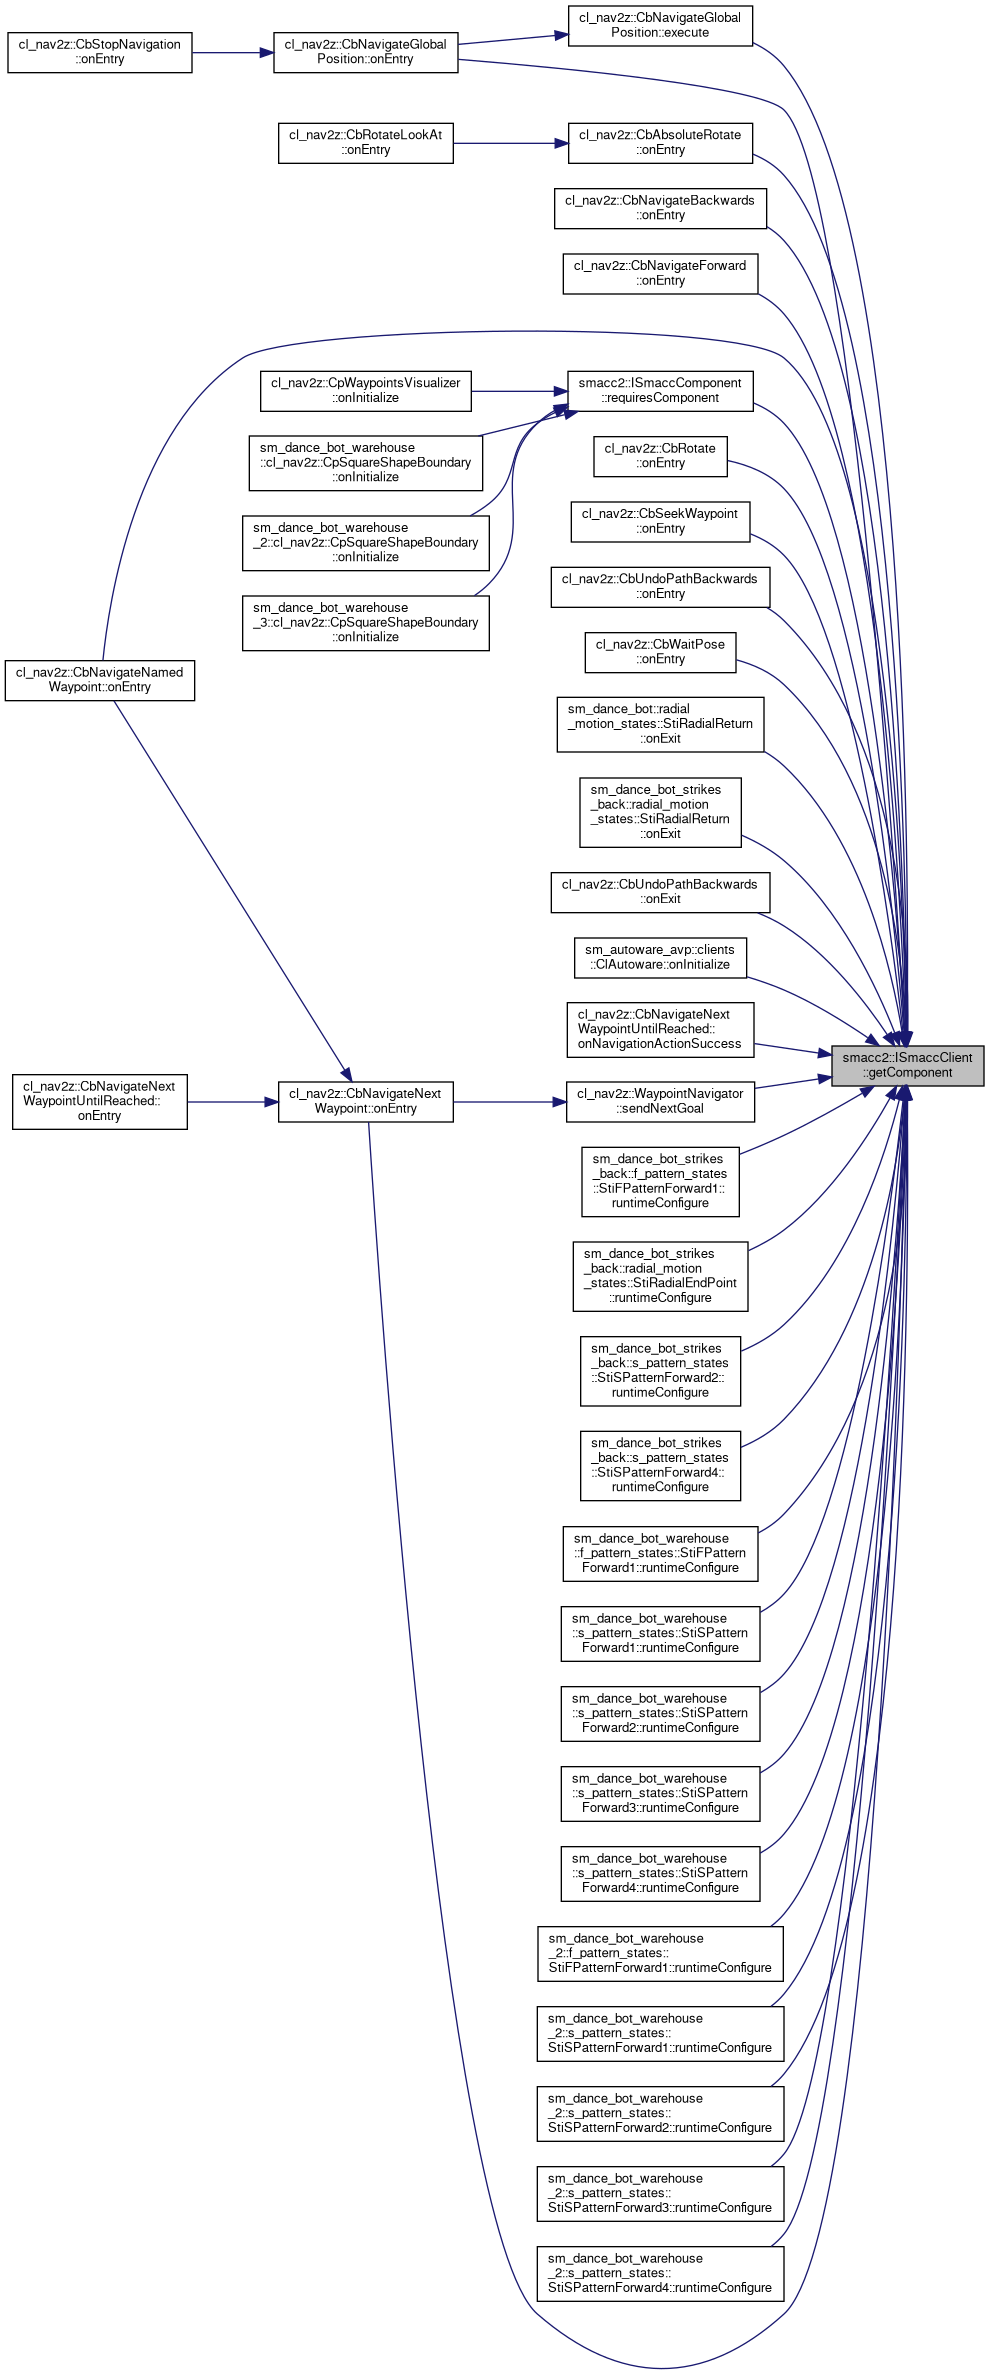 cl_nav2z::CbNavigateGlobal
Position::execute
cl_nav2z::CbStopNavigation
::onEntry
cl_nav2z::CbNavigateGlobal
Position::onEntry
cl_nav2z::CbRotateLookAt
::onEntry
cl_nav2z::CbAbsoluteRotate
::onEntry
cl_nav2z::CbNavigateBackwards
::onEntry
cl_nav2z::CbNavigateForward
::onEntry
cl_nav2z::CpWaypointsVisualizer
::onInitialize
smacc2::ISmaccComponent
::requiresComponent
sm_dance_bot_warehouse
::cl_nav2z::CpSquareShapeBoundary
::onInitialize
cl_nav2z::CbRotate
::onEntry
sm_dance_bot_warehouse
_2::cl_nav2z::CpSquareShapeBoundary
::onInitialize
cl_nav2z::CbSeekWaypoint
::onEntry
cl_nav2z::CbUndoPathBackwards
::onEntry
sm_dance_bot_warehouse
_3::cl_nav2z::CpSquareShapeBoundary
::onInitialize
cl_nav2z::CbWaitPose
::onEntry
cl_nav2z::CbNavigateNamed
Waypoint::onEntry
sm_dance_bot::radial
_motion_states::StiRadialReturn
::onExit
sm_dance_bot_strikes
_back::radial_motion
_states::StiRadialReturn
::onExit
cl_nav2z::CbUndoPathBackwards
::onExit
sm_autoware_avp::clients
::ClAutoware::onInitialize
cl_nav2z::CbNavigateNext
WaypointUntilReached::
onNavigationActionSuccess
smacc2::ISmaccClient
::getComponent
cl_nav2z::CbNavigateNext
WaypointUntilReached::
onEntry
cl_nav2z::CbNavigateNext
Waypoint::onEntry
cl_nav2z::WaypointNavigator
::sendNextGoal
sm_dance_bot_strikes
_back::f_pattern_states
::StiFPatternForward1::
runtimeConfigure
sm_dance_bot_strikes
_back::radial_motion
_states::StiRadialEndPoint
::runtimeConfigure
sm_dance_bot_strikes
_back::s_pattern_states
::StiSPatternForward2::
runtimeConfigure
sm_dance_bot_strikes
_back::s_pattern_states
::StiSPatternForward4::
runtimeConfigure
sm_dance_bot_warehouse
::f_pattern_states::StiFPattern
Forward1::runtimeConfigure
sm_dance_bot_warehouse
::s_pattern_states::StiSPattern
Forward1::runtimeConfigure
sm_dance_bot_warehouse
::s_pattern_states::StiSPattern
Forward2::runtimeConfigure
sm_dance_bot_warehouse
::s_pattern_states::StiSPattern
Forward3::runtimeConfigure
sm_dance_bot_warehouse
::s_pattern_states::StiSPattern
Forward4::runtimeConfigure
sm_dance_bot_warehouse
_2::f_pattern_states::
StiFPatternForward1::runtimeConfigure
sm_dance_bot_warehouse
_2::s_pattern_states::
StiSPatternForward1::runtimeConfigure
sm_dance_bot_warehouse
_2::s_pattern_states::
StiSPatternForward2::runtimeConfigure
sm_dance_bot_warehouse
_2::s_pattern_states::
StiSPatternForward3::runtimeConfigure
sm_dance_bot_warehouse
_2::s_pattern_states::
StiSPatternForward4::runtimeConfigure